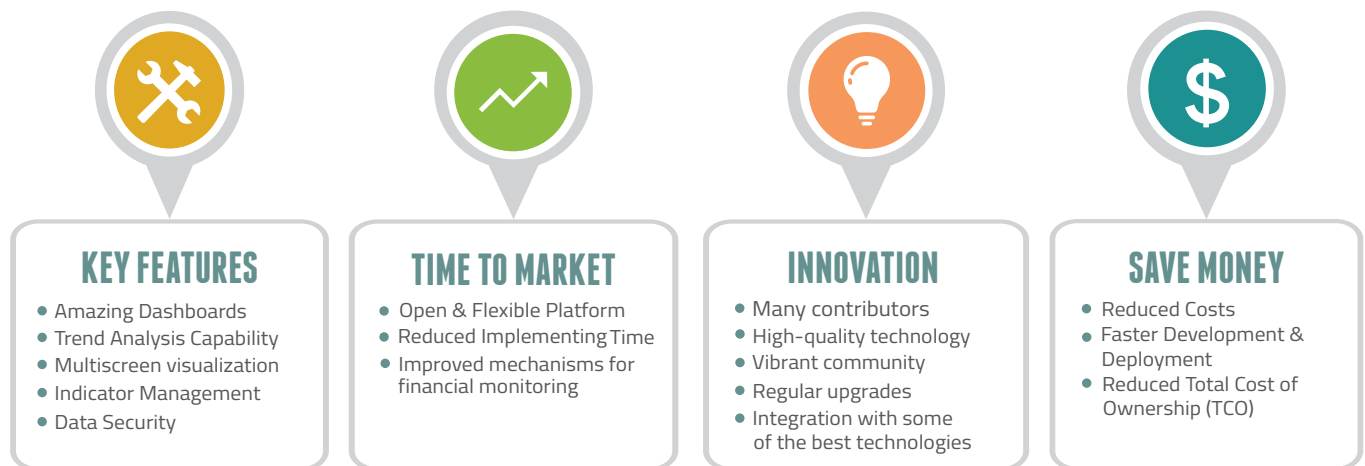 KEY FEATURES
Amazing Dashboards
Trend Analysis Capability
Multiscreen visualization
Indicator Management
Data Security
TIME TO MARKET
Open & Flexible Platform
Reduced Implementing Time
Improved mechanisms for
financial monitoring
INNOVATION
Many contributors
High-quality technology
Vibrant community
Regular upgrades
Integration with some
of the best technologies
SAVE MONEY
Reduced Costs
Faster Development &
Deployment
Reduced Total Cost of
Ownership (TCO)